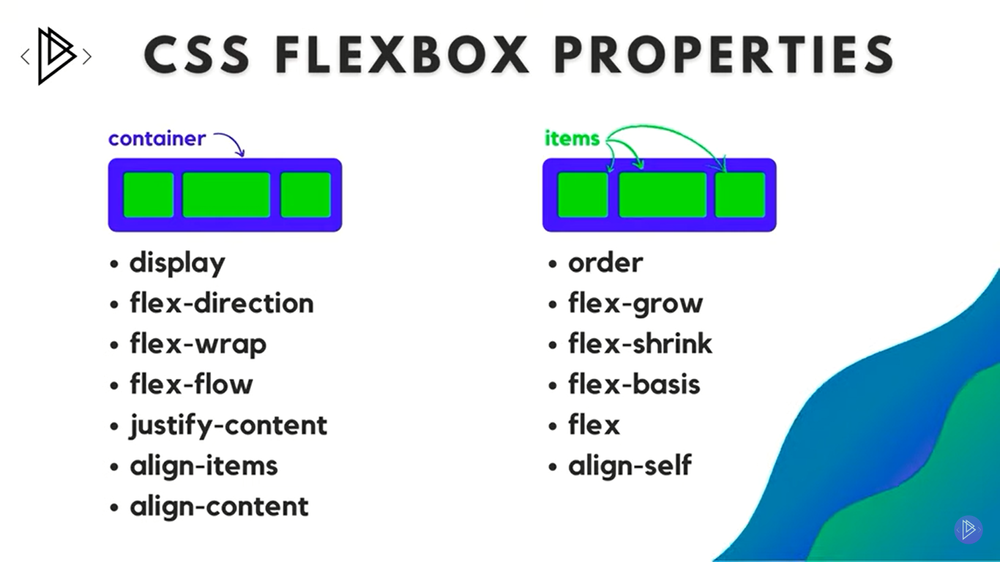 CSS FLEXBOX PROPERTIES
container
• display
• flex-direction
• flex-wrap
• flex-flow
• justify-content
• align-items
• align-content
items
• order
• flex-grow
• flex-shrink
• flex-basis
• flex
• align-self